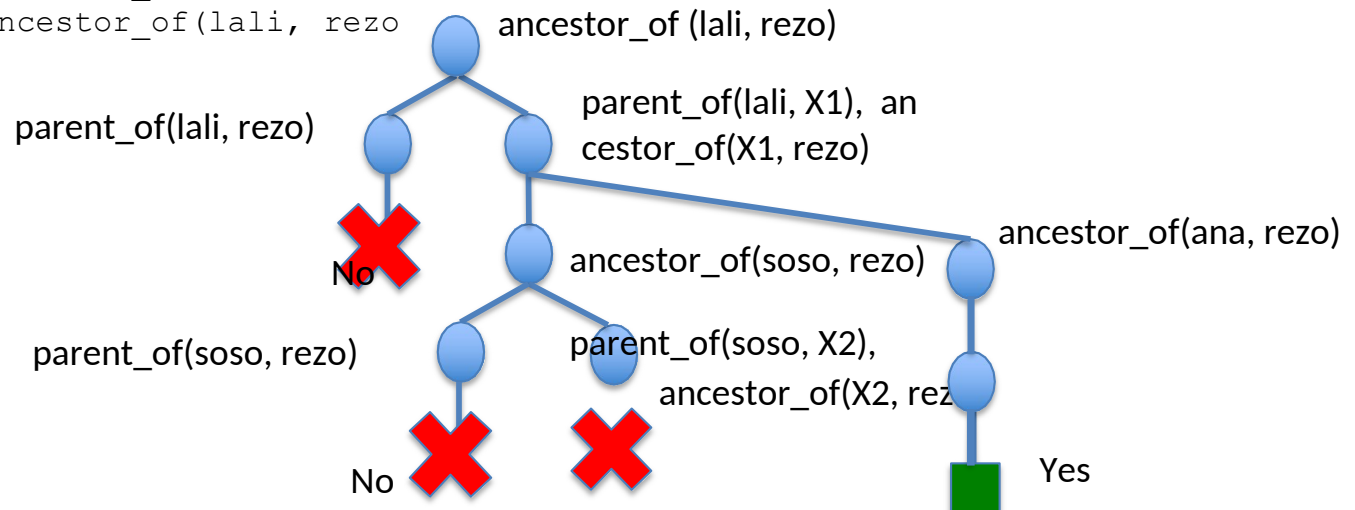 ncestor_of(lali, rezo
ancestor_of (lali, rezo)
parent_of(lali, rezo)
parent_of(lali, X1), an
cestor_of(X1, rezo)
No
ancestor_of(soso, rezo)
ancestor_of(ana, rezo)
parent_of(soso, rezo)
parent_of(soso, X2),
ancestor_of(X2, rez
No
Yes